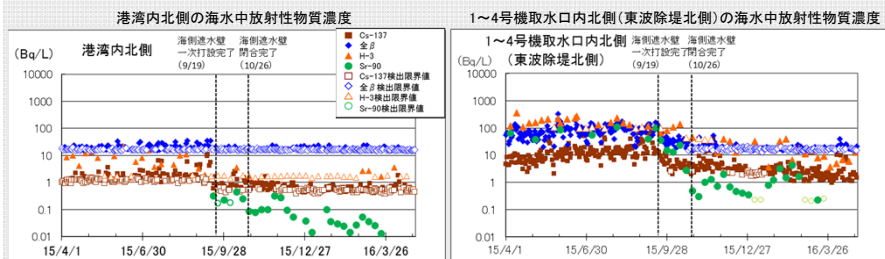 港湾内北側の海水中放射性物質濃度
港湾内北側
(Bq/L)
海側遮水壁
一次打設完了
(9/19)
海側遮水壁
閉合完了
(10/26)
Cs-137
全β
H-3
Sr-90
Cs-137検出限界値
全β検出限界値
H-3検出限界値
Sr-90検出限界値
10000
1000
100
10
1
0.1
0.01
15/4/1
15/6/30
15/9/28
15/12/27
16/3/26
1～4号機取水口内北側(東波除堤北側)の海水中放射性物質濃度
1～4号機取水口内北側
(東波除堤北側)
(Bq/L)
海側遮水壁
一次打設完了
(9/19)
海側遮水壁
閉合完了
(10/26)
10000
1000
100
10
1
0.1
0.01
15/4/1
15/6/30
15/9/28
15/12/27
16/3/26